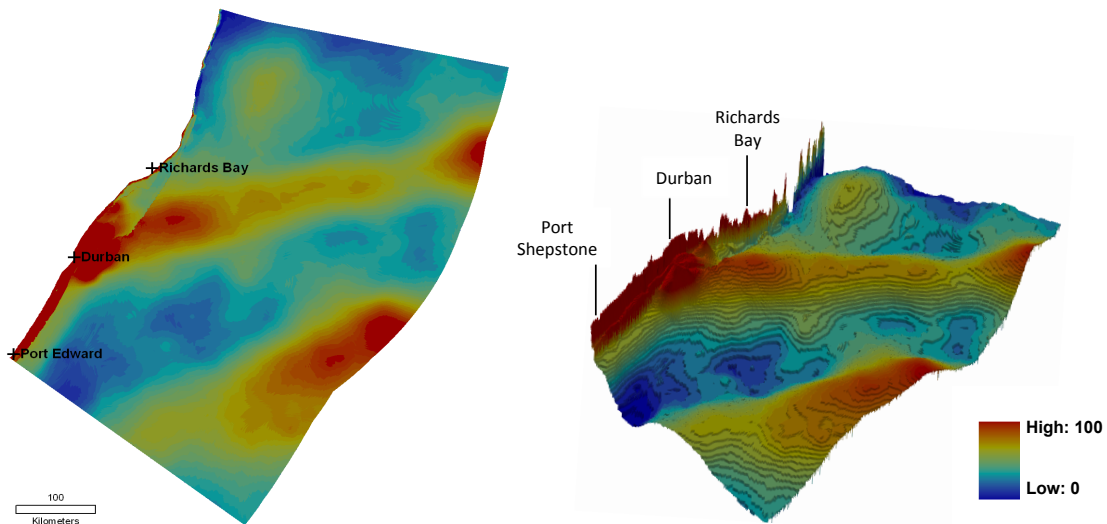 Richards Bay
Durban
Port Edward
100
Kilometers
Richards
Bay
Durban
Port
Shepstone
High: 100
Low: 0